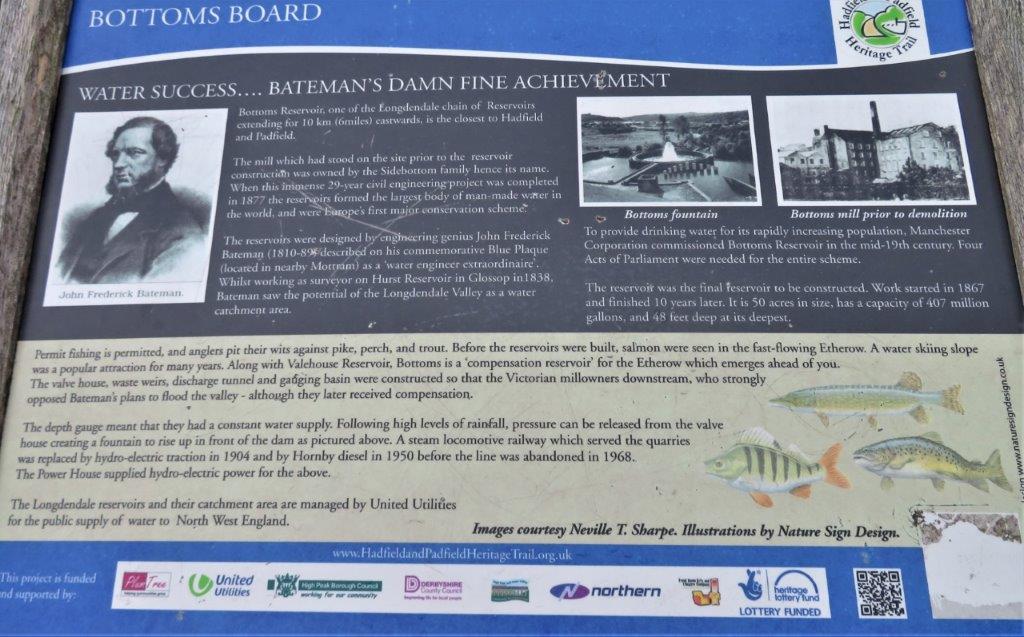 BOTTOMS BOARD
Hadfield & Padfield
Heritage Trail
WATER SUCCESS.... BATEMAN'S DAMN FINE ACHIEVEMENT
John Frederick Bateman.
Bottoms Reservoir, one of the Longdendale chain of Reservoirs
extending for 10 km (6miles) eastwards, is the closest to Hadfield
and Padfield.
The mill which had stood on the site prior to the reservoir
construction was owned by the Sidebottom family hence its name.
When this immense 29-year civil engineering project was completed
in 1877 the reservoirs formed the largest body of man-made water in
the world, and were Europe's first major conservation scheme.
The reservoirs were designed by engineering genius John Frederick
Bateman (1810-89) described on his commemorative Blue Plaque
(located in nearby Mottram) as a 'water engineer extraordinaire'.
Whilst working as surveyor on Hurst Reservoir in Glossop in1838,
Bateman saw the potential of the Longdendale Valley as a water
catchment area.
Bottoms fountain
Bottoms mill prior to demolition
To provide drinking water for its rapidly increasing population, Manchester
Corporation commissioned Bottoms Reservoir in the mid-19th century. Four
Acts of Parliament were needed for the entire scheme.
The reservoir was the final reservoir to be constructed. Work started in 1867
and finished 10 years later. It is 50 acres in size, has a capacity of 407 million
gallons, and 48 feet deep at its deepest.
Permit fishing is permitted, and anglers pit their wits against pike, perch, and trout. Before the reservoirs were built, salmon were seen in the fast-flowing Etherow. A water skiing slope
was a popular attraction for many years. Along with Valehouse Reservoir, Bottoms is a 'compensation reservoir' for the Etherow which emerges ahead of you.
The valve house, waste weirs, discharge tunnel and gauging basin were constructed so that the Victorian millowners downstream, who strongly
opposed Bateman's plans to flood the valley - although they later received compensation.
The depth gauge meant that they had a constant water supply. Following high levels of rainfall, pressure can be released from the valve
house creating a fountain to rise up in front of the dam as pictured above. A steam locomotive railway which served the quarries
was replaced by hydro-electric traction in 1904 and by Hornby diesel in 1950 before the line was abandoned in 1968.
The Power House supplied hydro-electric power for the above.
The Longdendale reservoirs and their catchment area are managed by United Utilities
for the public supply of water to North West England.
Images courtesy Neville T. Sharpe. Illustrations by Nature Sign Design.
www.naturesigndesign.co.uk
www.HadfieldandPadfieldHeritageTrail.org.uk
This project is funded
and supported by:
United
Utilities
High Peak Borough Council
working for our community
DERBYSHIRE
County Council
Improving life for local people
northern
heritage
lottery fund
LOTTERY FUNDED